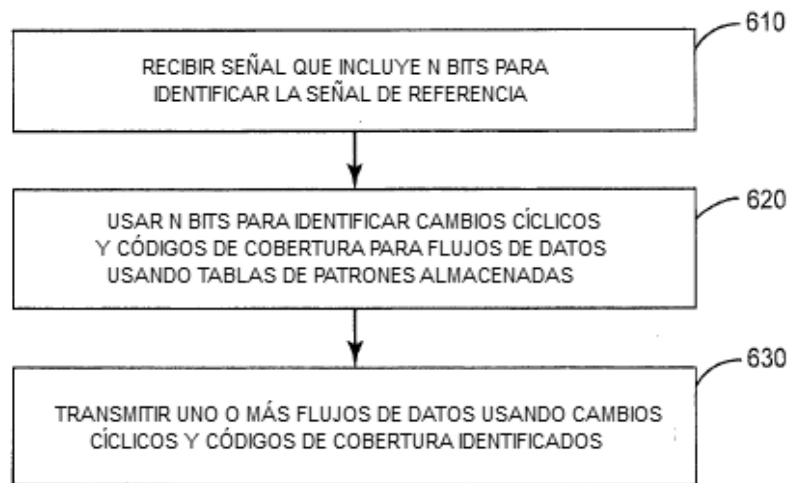 610
RECIBIR SEÑAL QUE INCLUYE N BITS PARA
IDENTIFICAR LA SEÑAL DE REFERENCIA
620
USAR N BITS PARA IDENTIFICAR CAMBIOS CÍCLICOS
Y CÓDIGOS DE COBERTURA PARA FLUJOS DE DATOS
USANDO TABLAS DE PATRONES ALMACENADAS
630
TRANSMITIR UNO O MÁS FLUJOS DE DATOS USANDO CAMBIOS
CÍCLICOS Y CÓDIGOS DE COBERTURA IDENTIFICADOS